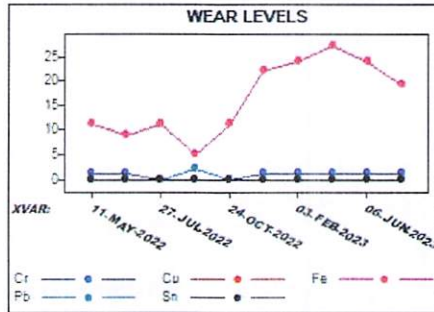 WEAR LEVELS
25
20
15
10
5
0
XVAR:
11-MAY-2022
27-JUL-2022
24-OCT-2022
03-FEB-2023
06-JUN-202
Cr
Cu
Fe
Pb
Sn